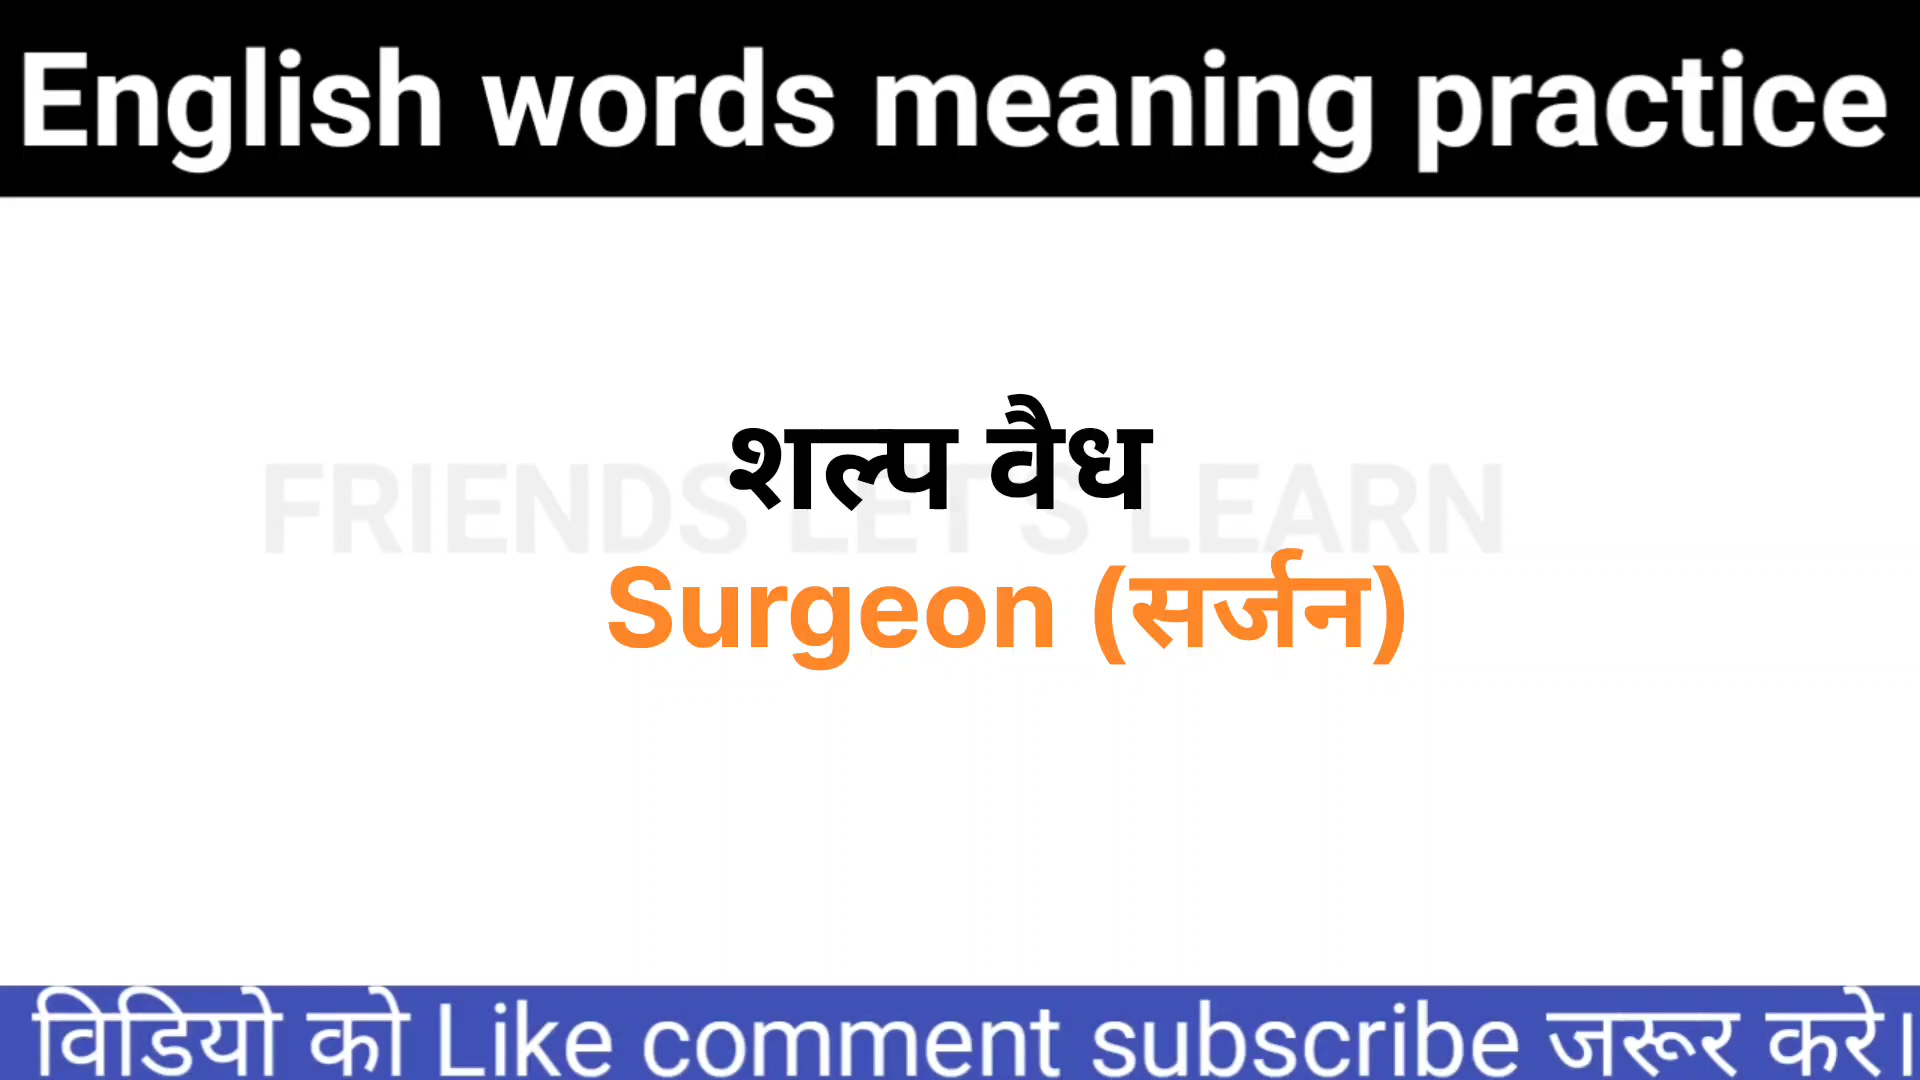 English words meaning practice
शल्प वैध
FRIENDS LET'S LEARN
Surgeon (सर्जन)
विडियो को Like comment subscribe जरूर करे।